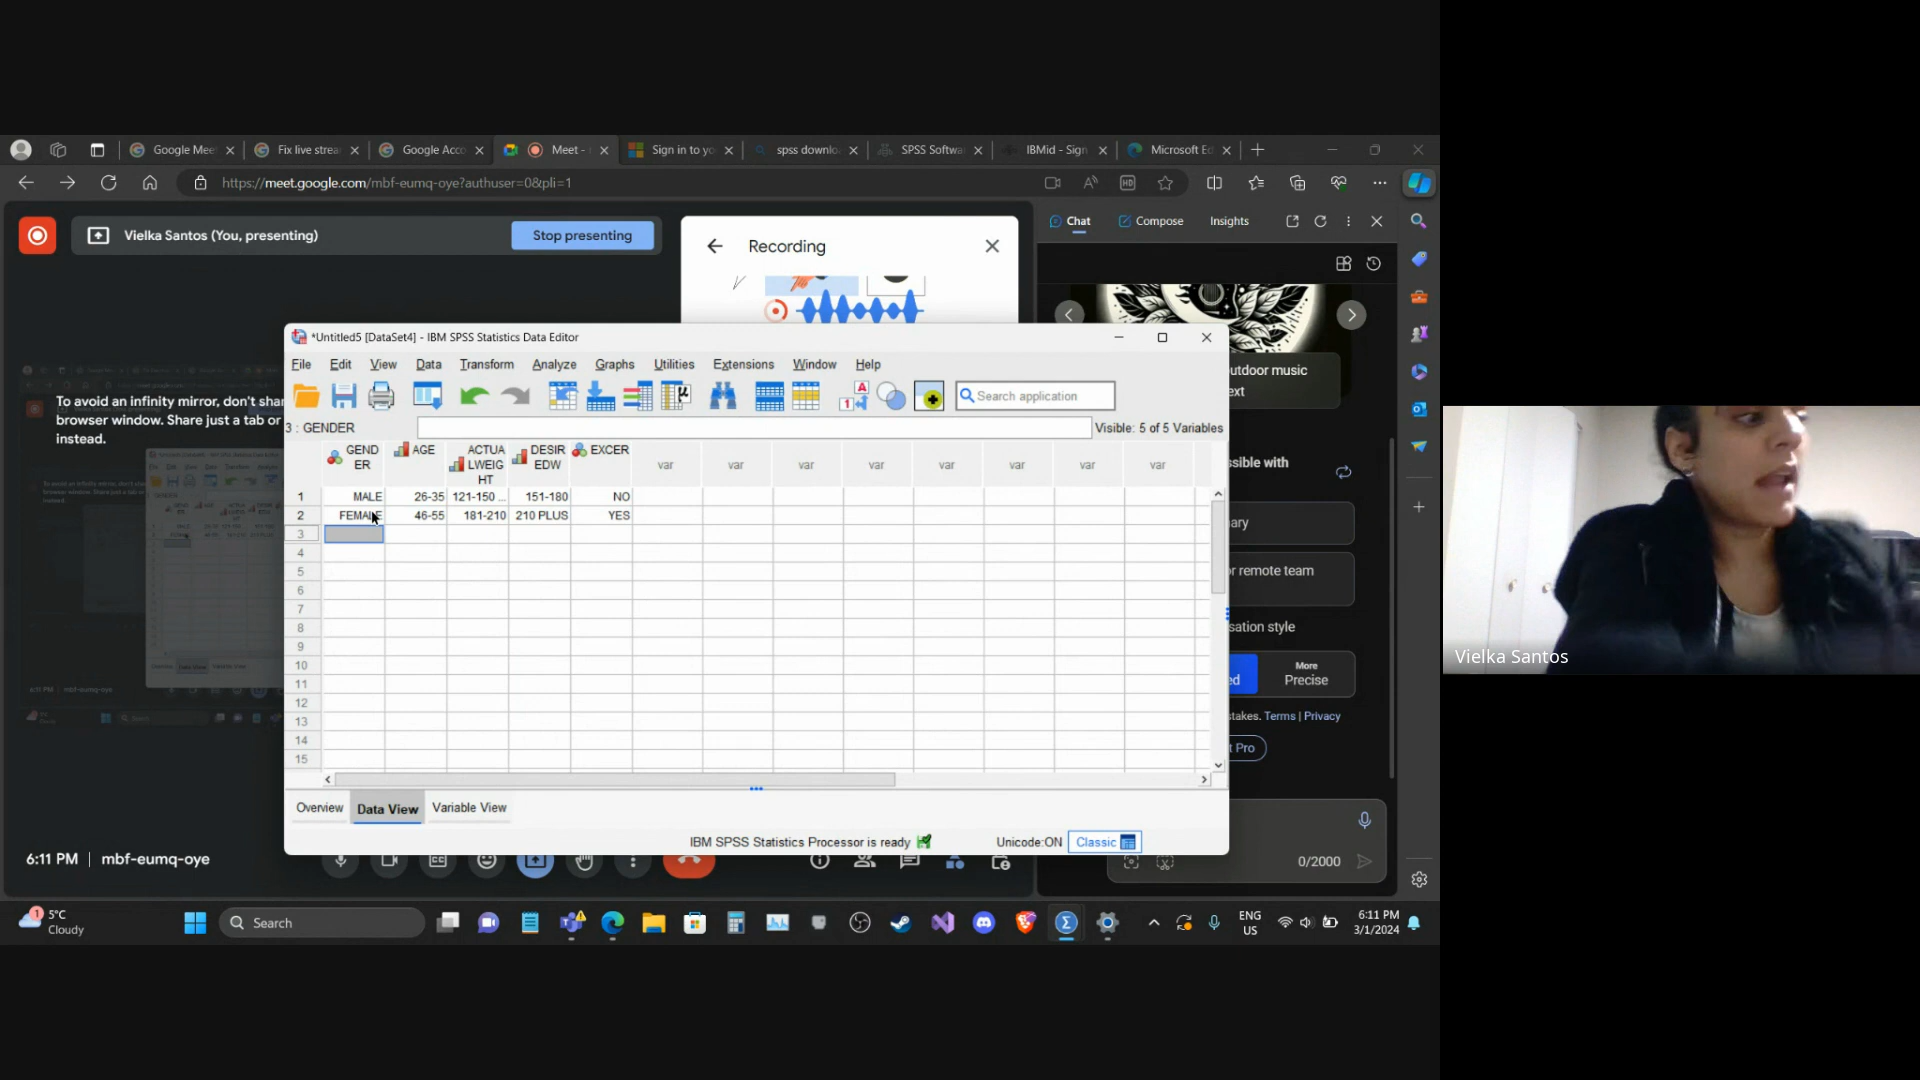 Google Mee
Fix live strea
Google Acco
Meet -
Sign in to yo
spss downlo
SPSS Softwa
IBMid - Sign
Microsoft Ed
https://meet.google.com/mbf-eumq-oye?authuser=0&pli=1
HD
Vielka Santos (You, presenting)
Stop presenting
Recording
Chat
Compose
Insights
To avoid an infinity mirror, don't shar
browser window. Share just a tab or
instead.
*Untitled5 [DataSet4] - IBM SPSS Statistics Data Editor
File Edit View Data Transform Analyze Graphs Utilities Extensions Window Help
Search application
3 : GENDER
Visible: 5 of 5 Variables
GEND
ER
AGE
ACTUA
LWEIG
HT
DESIR
EDW
EXCER
var var var var var var var var
1 MALE 26-35 121-150 ... 151-180 NO
2 FEMALE 46-55 181-210 210 PLUS YES
3
4
5
6
7
8
9
10
11
12
13
14
15
Overview Data View Variable View
IBM SPSS Statistics Processor is ready
Unicode:ON
Classic
utdoor music
ext
sible with
ary
r remote team
sation style
ed
More
Precise
takes. Terms | Privacy
t Pro
0/2000
6:11 PM | mbf-eumq-oye
Vielka Santos
1
5°C
Cloudy
Search
ENG
US
6:11 PM
3/1/2024